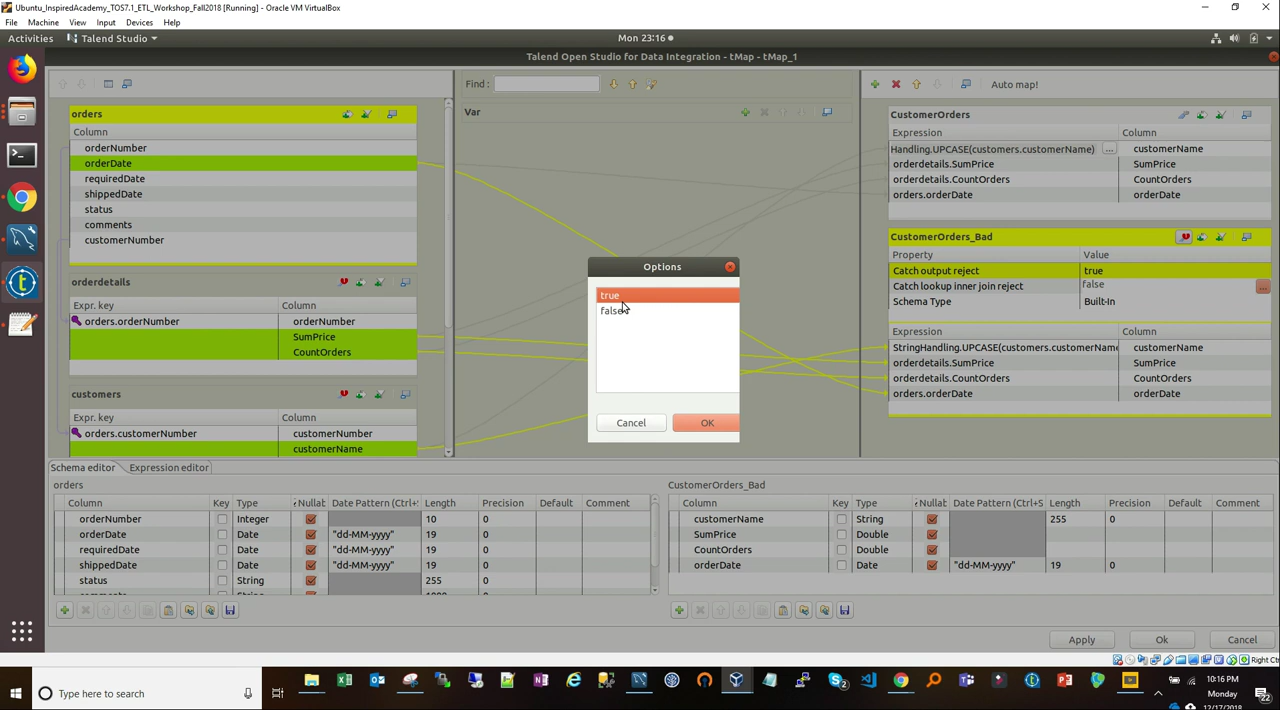 Ubuntu_InspiredAcademy_TOS7.1_ETL_Workshop_Fall2018 [Running] - Oracle VM VirtualBox
File Machine View Input Devices Help
Activities Talend Studio Mon 23:16
Talend Open Studio for Data Integration - tMap - tMap_1
Find :
Auto map!
orders
Column
orderNumber
orderDate
requiredDate
shippedDate
status
comments
customerNumber
orderdetails
Expr. key Column
orders.orderNumber orderNumber
SumPrice
CountOrders
customers
Expr. key Column
orders.customerNumber customerNumber
customerName
Var
Options
true
false
Cancel OK
CustomerOrders
Expression Column
Handling.UPCASE(customers.customerName) ... customerName
orderdetails.SumPrice SumPrice
orderdetails.CountOrders CountOrders
orders.orderDate orderDate
CustomerOrders_Bad
Property Value
Catch output reject true
Catch lookup inner join reject false ...
Schema Type Built-In
Expression Column
StringHandling.UPCASE(customers.customerName customerName
orderdetails.SumPrice SumPrice
orderdetails.CountOrders CountOrders
orders.orderDate orderDate
Schema editor Expression editor
orders
Column Key Type Nullat Date Pattern (Ctrl+S Length Precision Default Comment
orderNumber Integer 10 0
orderDate Date "dd-MM-yyyy" 19 0
requiredDate Date "dd-MM-yyyy" 19 0
shippedDate Date "dd-MM-yyyy" 19 0
status String 255 0
CustomerOrders_Bad
Column Key Type Nullat Date Pattern (Ctrl+S Length Precision Default Comment
customerName String 255 0
SumPrice Double
CountOrders Double
orderDate Date "dd-MM-yyyy" 19 0
Apply Ok Cancel
Right Ct
Type here to search
10:16 PM
Monday
12/17/2018
22